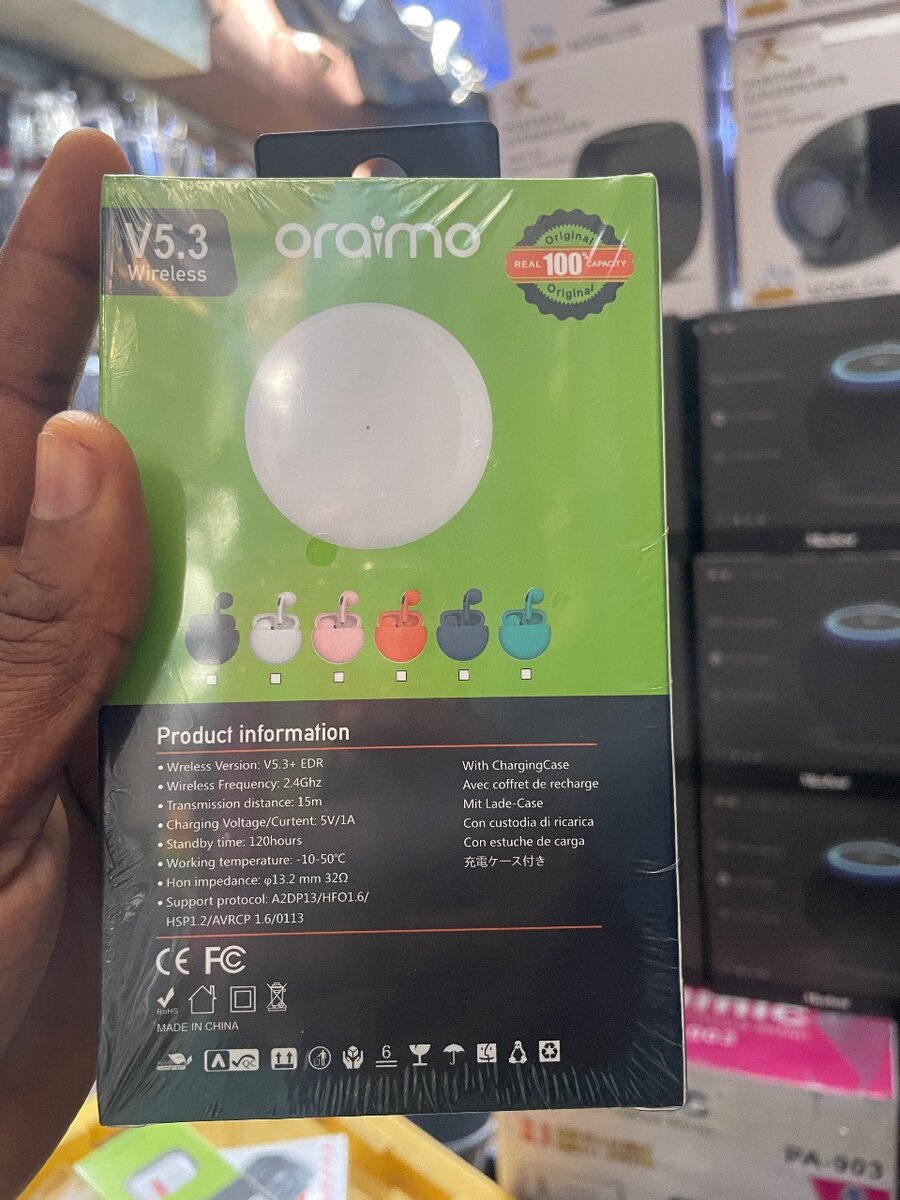 V5.3
Wireless
oraimo
Original
REAL 100% CAPACITY
Original
Product information
• Wireless Version: V5.3+ EDR
• Wireless Frequency: 2.4Ghz
• Transmission distance: 15m
• Charging Voltage/Curtent: 5V/1A
• Standby time: 120hours
• Working temperature: -10-50℃
• Hon impedance: φ13.2 mm 32Ω
• Support protocol: A2DP13/HFO1.6/
HSP1.2/AVRCP 1.6/0113
With ChargingCase
Avec coffret de recharge
Mit Lade-Case
Con custodia di ricarica
Con estuche de carga
充電ケース付き
CE FC
RoHS
MADE IN CHINA
QC
6
PA-903